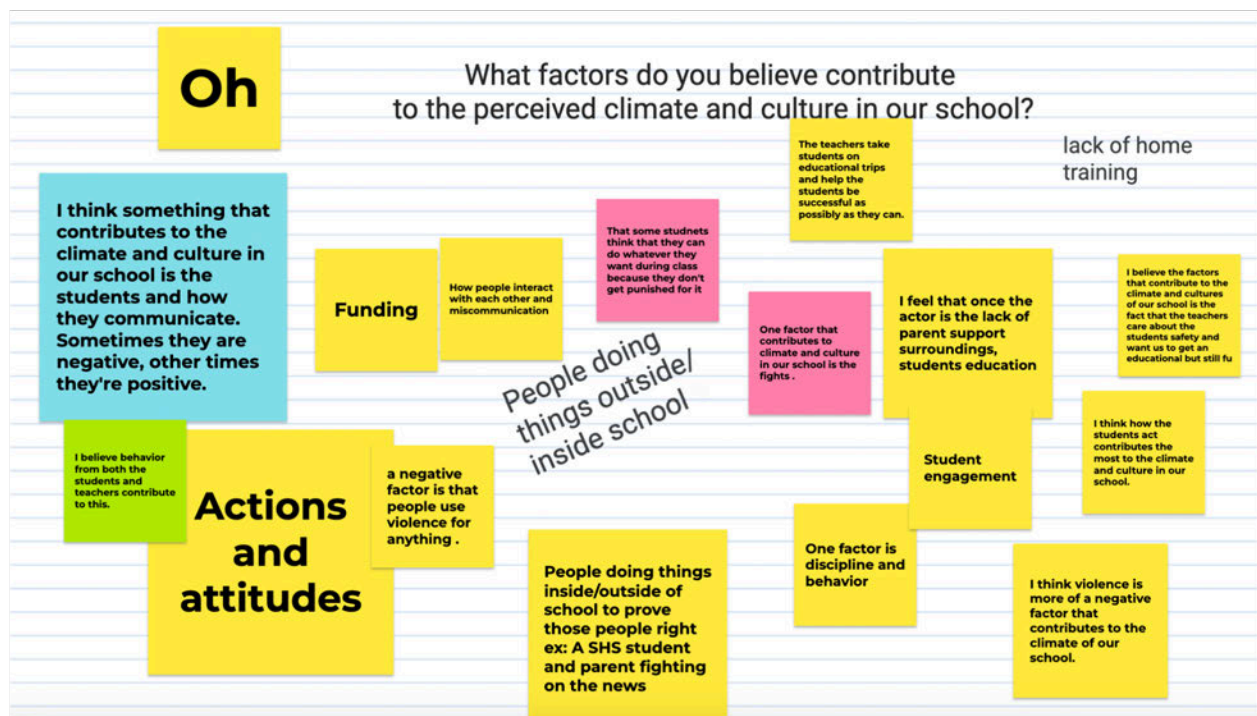 Oh
What factors do you believe contribute
to the perceived climate and culture in our school?
lack of home
training
The teachers take
students on
educational trips
and help the
students be
successful as
possibly as they can.
I think something that
contributes to the
climate and culture in
our school is the
students and how
they communicate.
Sometimes they are
negative, other times
they're positive.
Funding
How people interact
with each other and
miscommunication
That some studnets
think that they can
do whatever they
want during class
because they don't
get punished for it
One factor that
contributes to
climate and culture
in our school is the
fights .
I feel that once the
actor is the lack of
parent support
surroundings,
students education
I believe the factors
that contribute to the
climate and cultures
of our school is the
fact that the teachers
care about the
students safety and
want us to get an
educational but still fu
People doing
things outside/
inside school
I believe behavior
from both the
students and
teachers contribute
to this.
Actions
and
attitudes
a negative
factor is that
people use
violence for
anything .
Student
engagement
I think how the
students act
contributes the
most to the climate
and culture in our
school.
People doing things
inside/outside of
school to prove
those people right
ex: A SHS student
and parent fighting
on the news
One factor is
discipline and
behavior
I think violence is
more of a negative
factor that
contributes to the
climate of our
school.